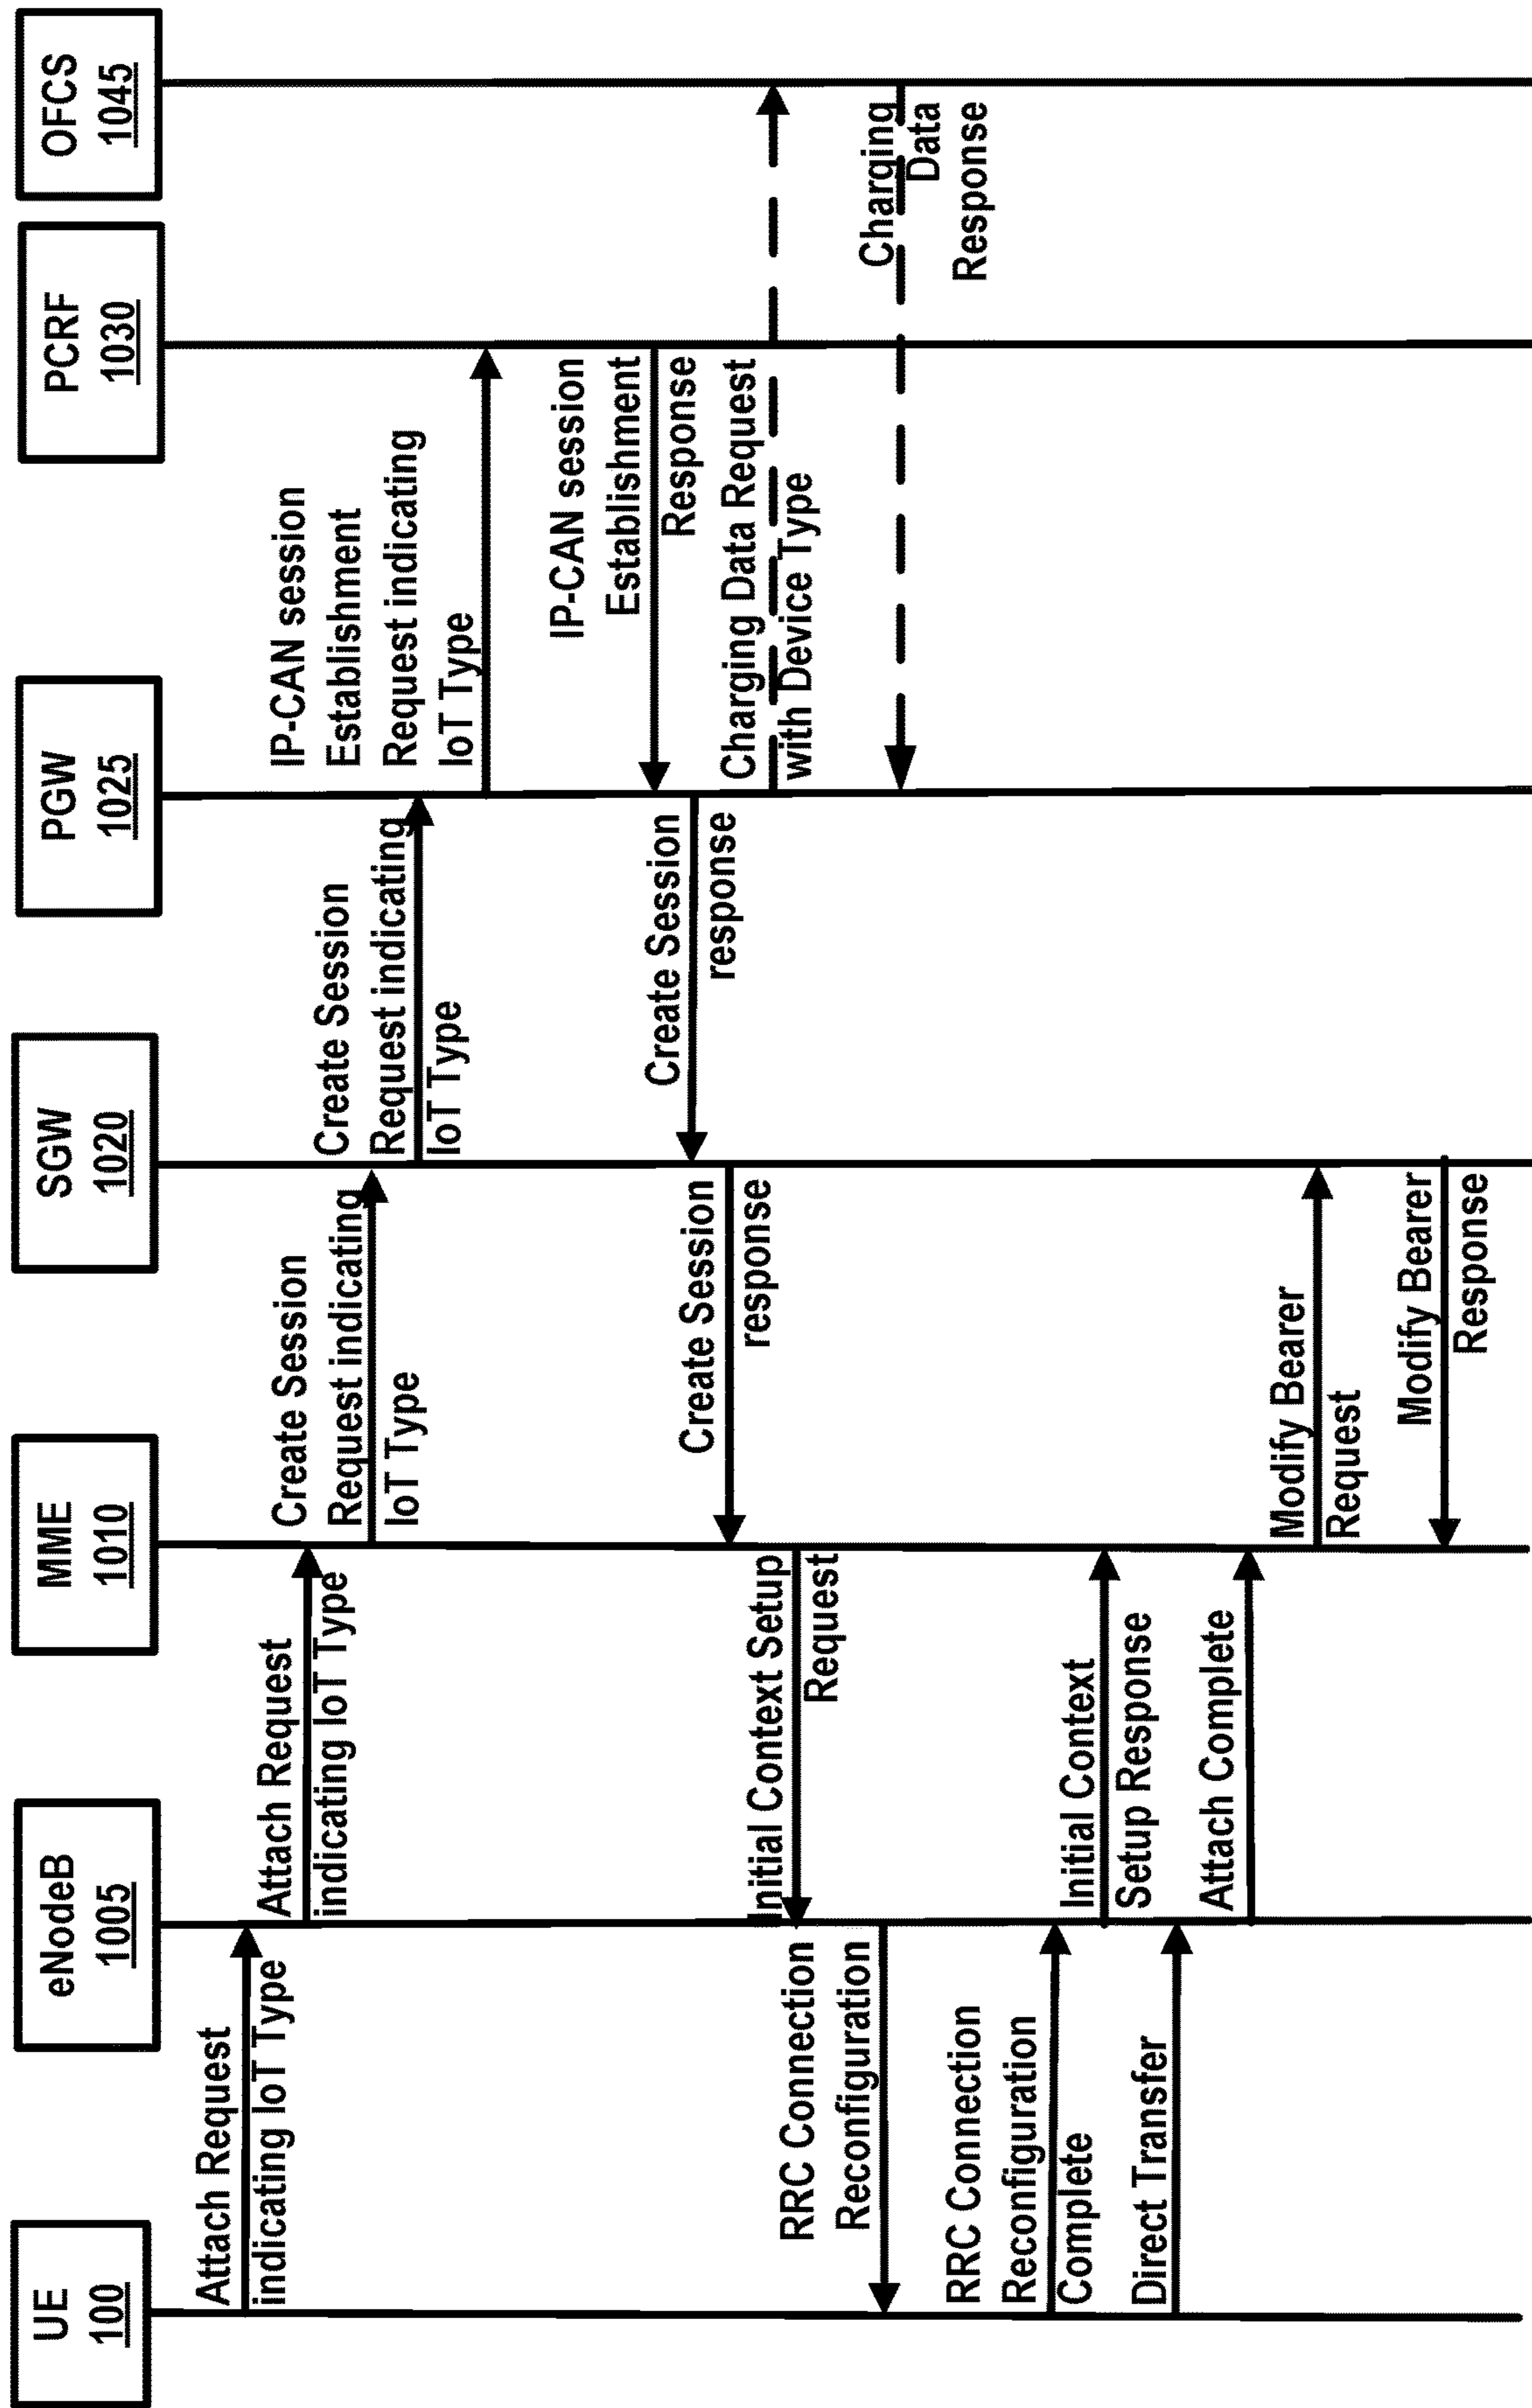 UE
100
eNodeB
1005
MME
1010
SGW
1020
PGW
1025
PCRF
1030
OFCS
1045
Attach Request
indicating IoT Type
Attach Request
indicating IoT Type
Create Session
Request indicating
IoT Type
Create Session
Request indicating
IoT Type
IP-CAN session
Establishment
Request indicating
IoT Type
IP-CAN session
Establishment
Response
Create Session
response
Charging Data Request
with Device Type
Create Session
response
Initial Context Setup
Request
Charging
Data
Response
RRC Connection
Reconfiguration
RRC Connection
Reconfiguration
Complete
Initial Context
Setup Response
Direct Transfer
Attach Complete
Modify Bearer
Request
Modify Bearer
Response